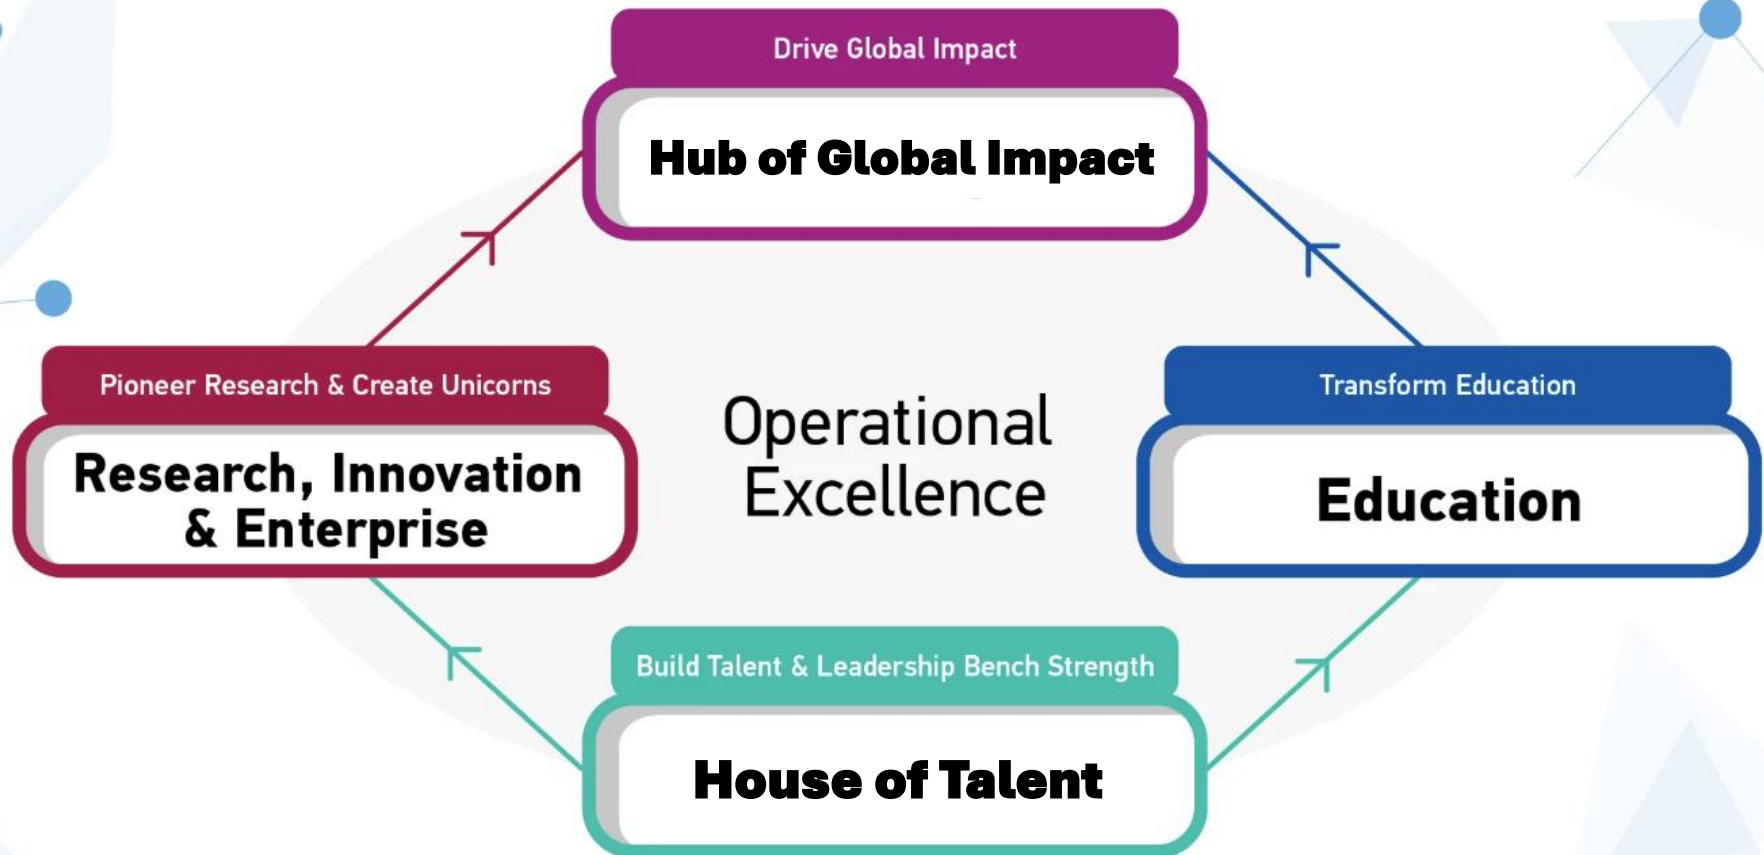 Drive Global Impact
Hub of Global Impact
Pioneer Research & Create Unicorns
Research, Innovation
& Enterprise
Operational
Excellence
Transform Education
Education
Build Talent & Leadership Bench Strength
House of Talent